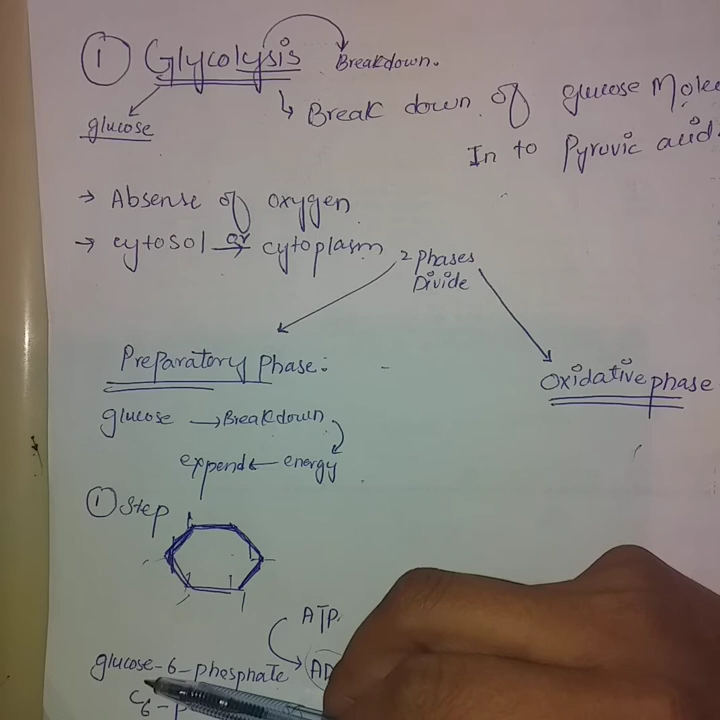 ① Glycolysis Breakdown.
glucose
↳ Break down of glucose
In to Pyruvic acid
→ Absense of oxygen
→ cytosol or → cytoplasm
2 phases
Divide
Preparatory Phase:
Oxidative phase
glucose → Breakdown
expend ← energy
① Step
ATP
glucose-6-phosphate
C6-P